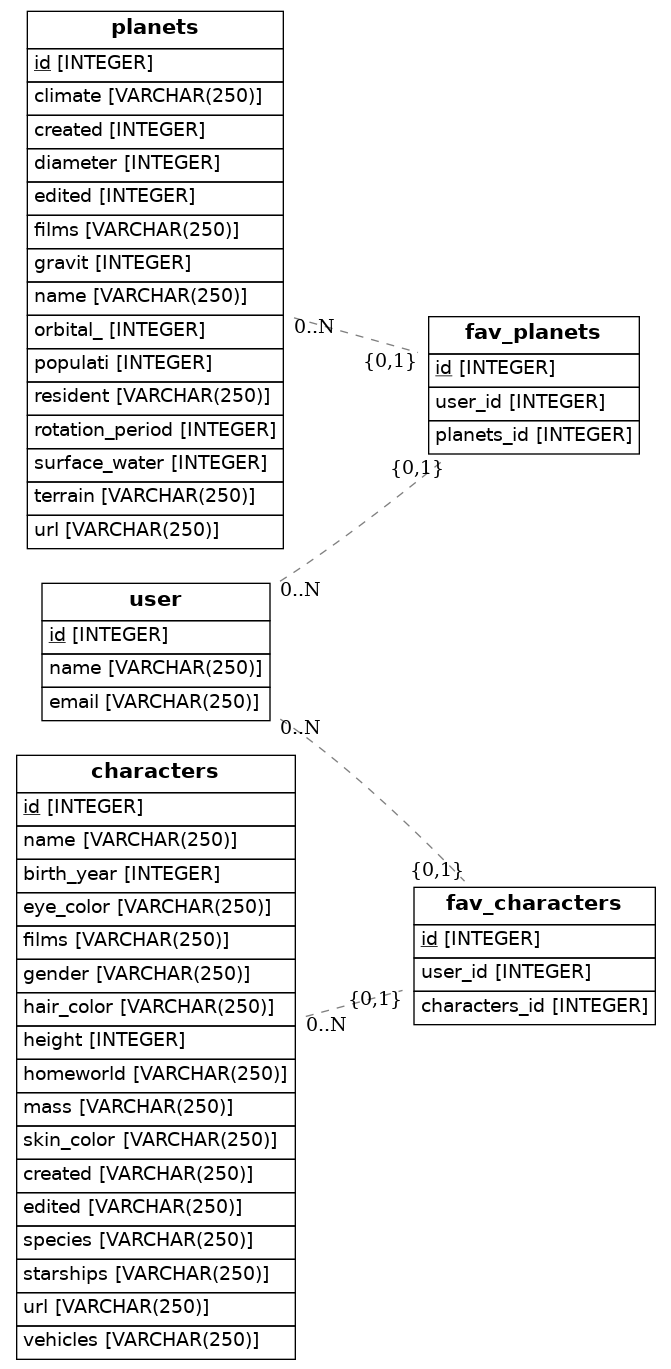 planets
id [INTEGER]
climate [VARCHAR(250)]
created [INTEGER]
diameter [INTEGER]
edited [INTEGER]
films [VARCHAR(250)]
gravit [INTEGER]
name [VARCHAR(250)]
orbital_ [INTEGER]
populati [INTEGER]
resident [VARCHAR(250)]
rotation_period [INTEGER]
surface_water [INTEGER]
terrain [VARCHAR(250)]
url [VARCHAR(250)]
0..N
{0,1}
fav_planets
id [INTEGER]
user_id [INTEGER]
planets_id [INTEGER]
{0,1}
0..N
user
id [INTEGER]
name [VARCHAR(250)]
email [VARCHAR(250)]
0..N
{0,1}
characters
id [INTEGER]
name [VARCHAR(250)]
birth_year [INTEGER]
eye_color [VARCHAR(250)]
films [VARCHAR(250)]
gender [VARCHAR(250)]
hair_color [VARCHAR(250)]
height [INTEGER]
homeworld [VARCHAR(250)]
mass [VARCHAR(250)]
skin_color [VARCHAR(250)]
created [VARCHAR(250)]
edited [VARCHAR(250)]
species [VARCHAR(250)]
starships [VARCHAR(250)]
url [VARCHAR(250)]
vehicles [VARCHAR(250)]
0..N
{0,1}
fav_characters
id [INTEGER]
user_id [INTEGER]
characters_id [INTEGER]